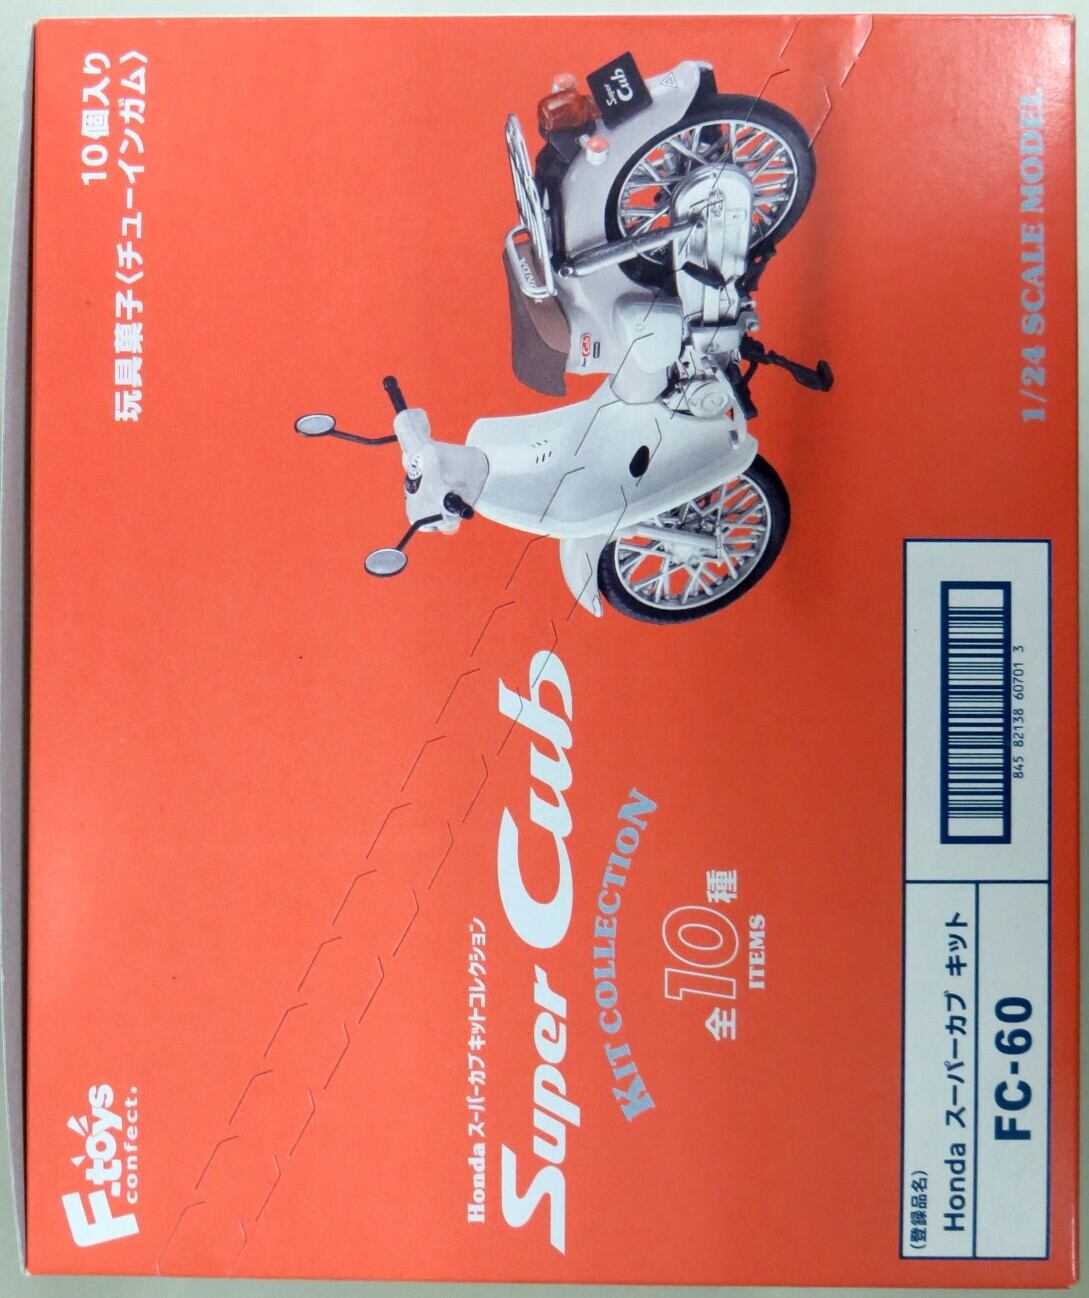 F-toys
confect.
10個入り
玩具菓子〈チューインガム〉
Super
Cub
HONDA
Honda スーパーカブキットコレクション
Super Cub
KIT COLLECTION
全10種
ITEMS
1/24 SCALE MODEL
(登録品名)
Honda スーパーカブ キット
FC-60
845 82138 60701 3